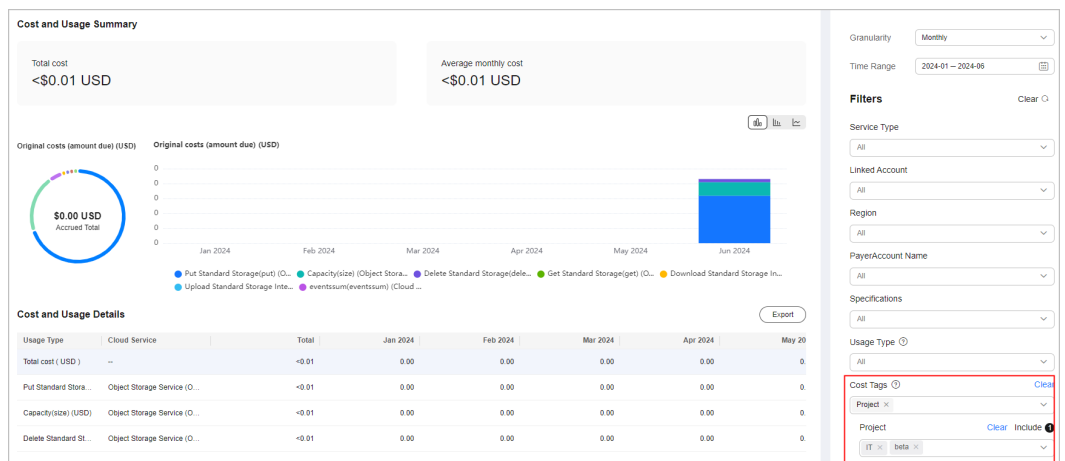 Cost and Usage Summary
Total cost
<$0.01 USD
Average monthly cost
<$0.01 USD
Original costs (amount due) (USD)
$0.00 USD
Accrued Total
Original costs (amount due) (USD)
0
0
0
0
0
0
Jan 2024 Feb 2024 Mar 2024 Apr 2024 May 2024 Jun 2024
Put Standard Storage(put) (O... Capacity(size) (Object Stora... Delete Standard Storage(dele... Get Standard Storage(get) (O... Download Standard Storage In...
Upload Standard Storage Inte... eventssum(eventssum) (Cloud ...
Cost and Usage Details
Export
Usage Type Cloud Service Total Jan 2024 Feb 2024 Mar 2024 Apr 2024 May 20
Total cost ( USD ) -- <0.01 0.00 0.00 0.00 0.00 0.
Put Standard Stora... Object Storage Service (O... <0.01 0.00 0.00 0.00 0.00 0.
Capacity(size) (USD) Object Storage Service (O... <0.01 0.00 0.00 0.00 0.00 0.
Delete Standard St... Object Storage Service (O... <0.01 0.00 0.00 0.00 0.00 0.
Granularity Monthly
Time Range 2024-01 -- 2024-06
Filters Clear
Service Type
All
Linked Account
All
Region
All
PayerAccount Name
All
Specifications
All
Usage Type ?
All
Cost Tags ? Clear
Project ×
Project Clear Include 1
IT × beta ×